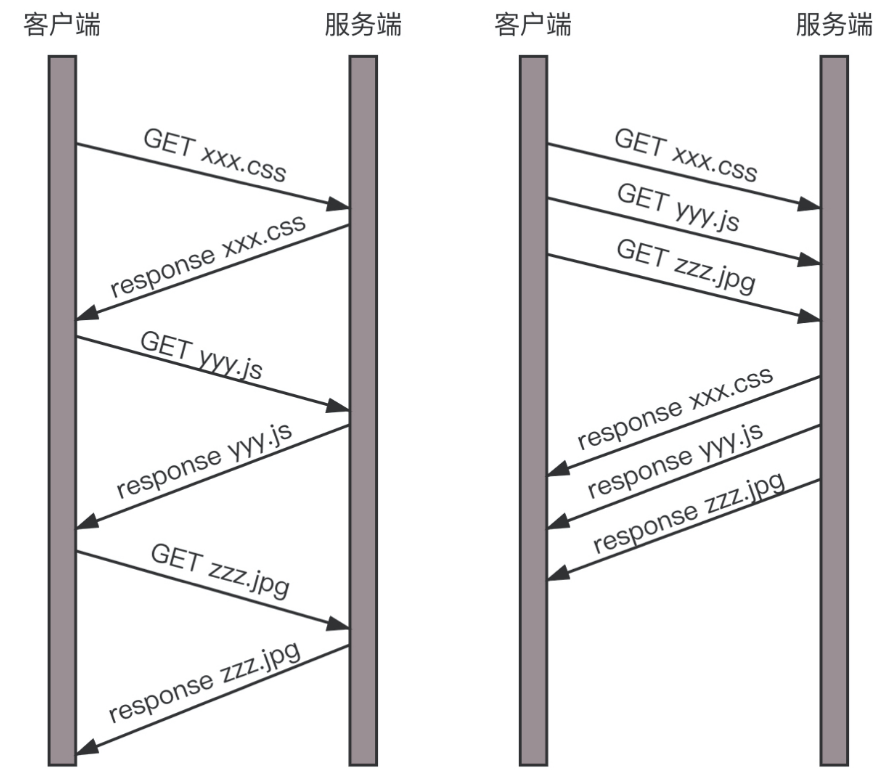 客户端
服务端
GET xxx.css
response xxx.css
GET yyy.js
response yyy.js
GET zzz.jpg
response zzz.jpg
客户端
服务端
GET xxx.css
GET yyy.js
GET zzz.jpg
response xxx.css
response yyy.js
response zzz.jpg